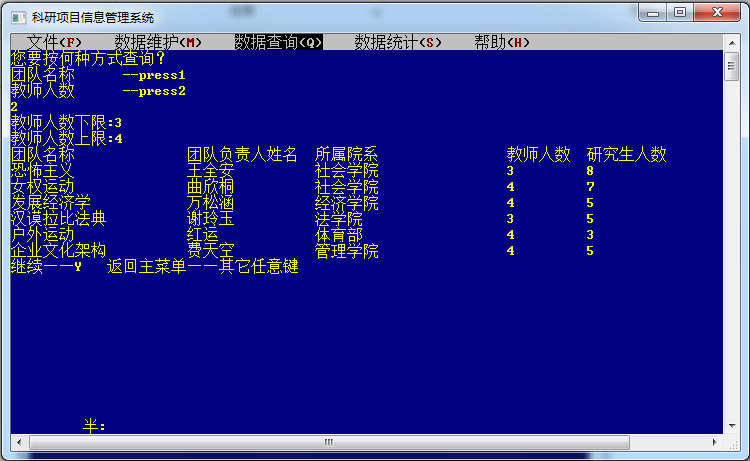 科研项目信息管理系统
文件(F) 数据维护(M) 数据查询(Q) 数据统计(S) 帮助(H)
您要按何种方式查询？
团队名称 --press1
教师人数 --press2
2
教师人数下限:3
教师人数上限:4
团队名称 团队负责人姓名 所属院系 教师人数 研究生人数
恐怖主义 王全安 社会学院 3 8
女权运动 曲欣桐 社会学院 4 7
发展经济学 万松涵 经济学院 4 5
汉谟拉比法典 谢玲玉 法学院 3 5
户外运动 红运 体育部 4 3
企业文化架构 费天空 管理学院 4 5
继续——Y 返回主菜单——其它任意键
半: